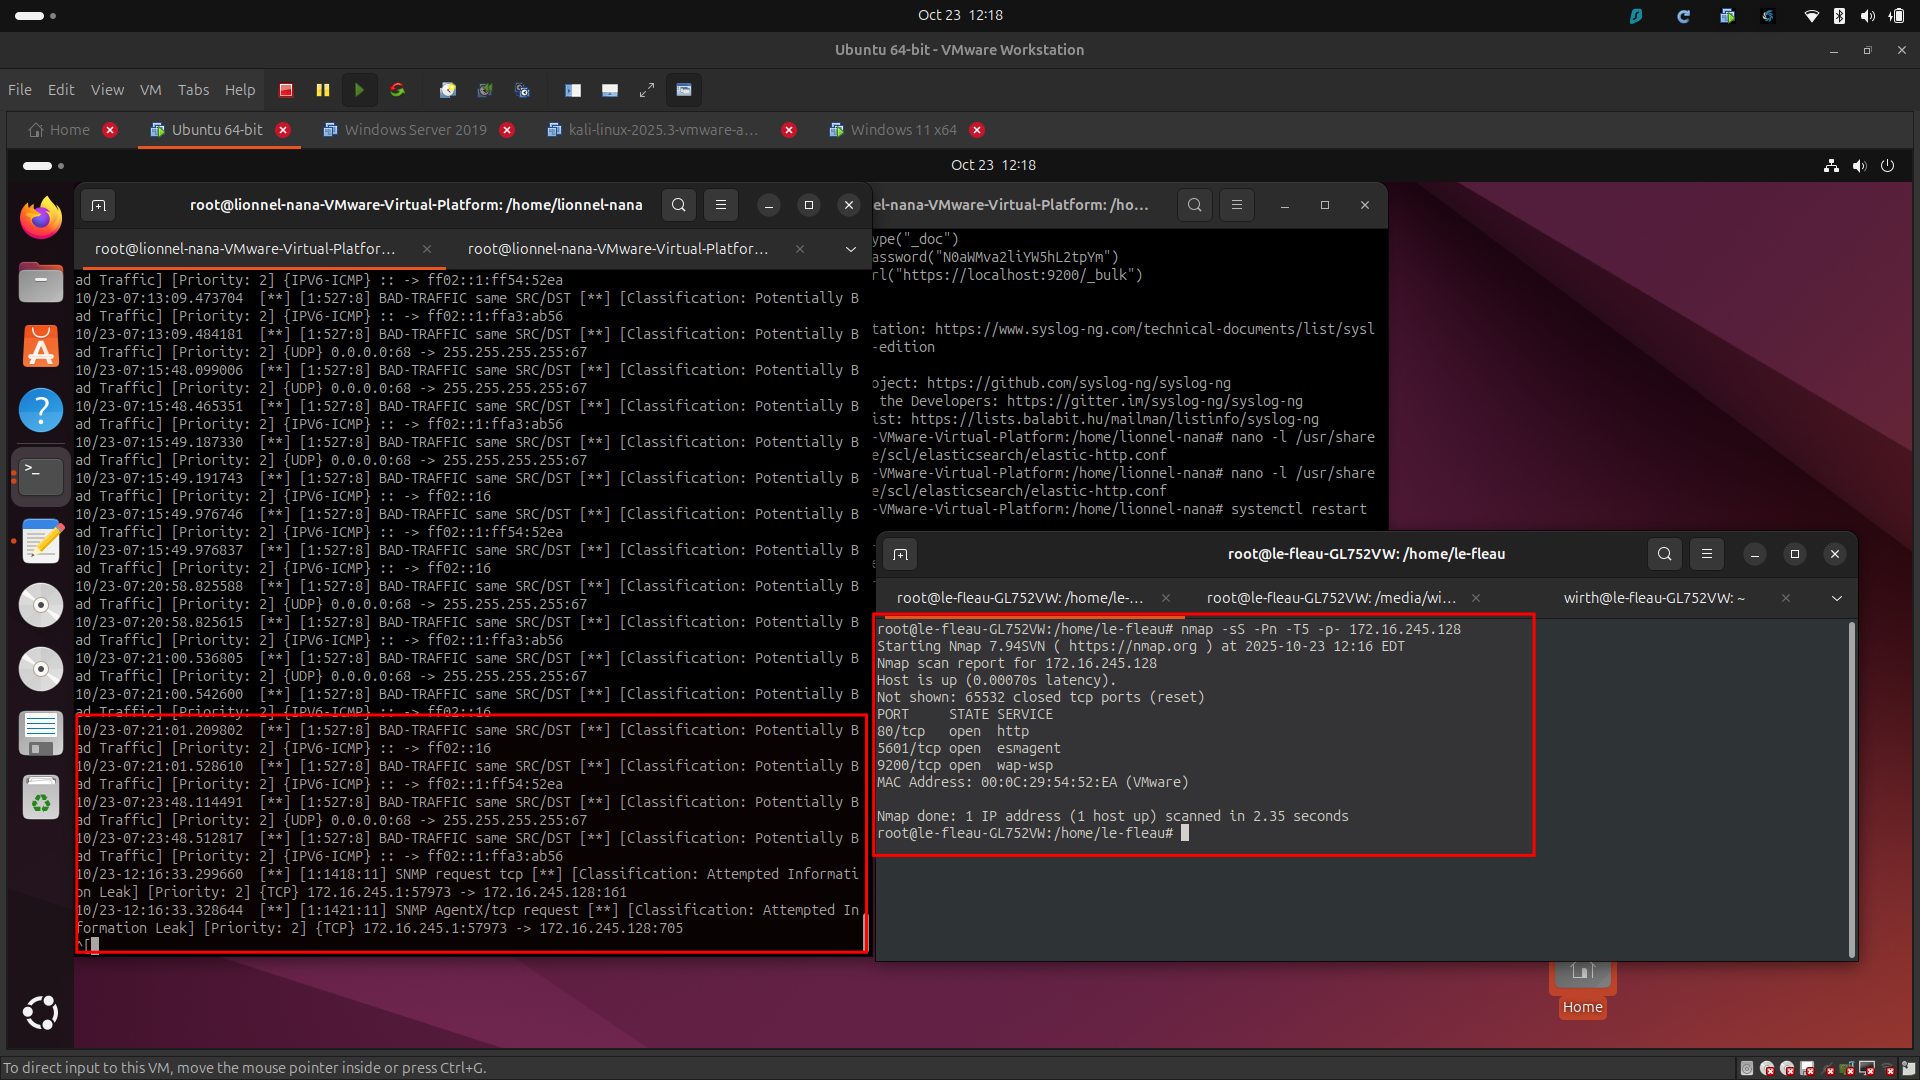 Oct 23 12:18
Ubuntu 64-bit - VMware Workstation
File Edit View VM Tabs Help
Home
Ubuntu 64-bit
Windows Server 2019
kali-linux-2025.3-vmware-a...
Windows 11 x64
Oct 23 12:18
root@lionnel-nana-VMware-Virtual-Platform: /home/lionnel-nana
root@lionnel-nana-VMware-Virtual-Platfor...
root@lionnel-nana-VMware-Virtual-Platfor...
ad Traffic] [Priority: 2] {IPV6-ICMP} :: -> ff02::1:ff54:52ea
10/23-07:13:09.473704 [**] [1:527:8] BAD-TRAFFIC same SRC/DST [**] [Classification: Potentially B
ad Traffic] [Priority: 2] {IPV6-ICMP} :: -> ff02::1:ffa3:ab56
10/23-07:13:09.484181 [**] [1:527:8] BAD-TRAFFIC same SRC/DST [**] [Classification: Potentially B
ad Traffic] [Priority: 2] {UDP} 0.0.0.0:68 -> 255.255.255.255:67
10/23-07:15:48.099006 [**] [1:527:8] BAD-TRAFFIC same SRC/DST [**] [Classification: Potentially B
ad Traffic] [Priority: 2] {UDP} 0.0.0.0:68 -> 255.255.255.255:67
10/23-07:15:48.465351 [**] [1:527:8] BAD-TRAFFIC same SRC/DST [**] [Classification: Potentially B
ad Traffic] [Priority: 2] {IPV6-ICMP} :: -> ff02::1:ffa3:ab56
10/23-07:15:49.187330 [**] [1:527:8] BAD-TRAFFIC same SRC/DST [**] [Classification: Potentially B
ad Traffic] [Priority: 2] {UDP} 0.0.0.0:68 -> 255.255.255.255:67
10/23-07:15:49.191743 [**] [1:527:8] BAD-TRAFFIC same SRC/DST [**] [Classification: Potentially B
ad Traffic] [Priority: 2] {IPV6-ICMP} :: -> ff02::16
10/23-07:15:49.976746 [**] [1:527:8] BAD-TRAFFIC same SRC/DST [**] [Classification: Potentially B
ad Traffic] [Priority: 2] {IPV6-ICMP} :: -> ff02::1:ff54:52ea
10/23-07:15:49.976837 [**] [1:527:8] BAD-TRAFFIC same SRC/DST [**] [Classification: Potentially B
ad Traffic] [Priority: 2] {IPV6-ICMP} :: -> ff02::16
10/23-07:20:58.825588 [**] [1:527:8] BAD-TRAFFIC same SRC/DST [**] [Classification: Potentially B
ad Traffic] [Priority: 2] {UDP} 0.0.0.0:68 -> 255.255.255.255:67
10/23-07:20:58.825615 [**] [1:527:8] BAD-TRAFFIC same SRC/DST [**] [Classification: Potentially B
ad Traffic] [Priority: 2] {IPV6-ICMP} :: -> ff02::1:ffa3:ab56
10/23-07:21:00.536805 [**] [1:527:8] BAD-TRAFFIC same SRC/DST [**] [Classification: Potentially B
ad Traffic] [Priority: 2] {UDP} 0.0.0.0:68 -> 255.255.255.255:67
10/23-07:21:00.542600 [**] [1:527:8] BAD-TRAFFIC same SRC/DST [**] [Classification: Potentially B
ad Traffic] [Priority: 2] {IPV6-ICMP} :: -> ff02::16
10/23-07:21:01.209802 [**] [1:527:8] BAD-TRAFFIC same SRC/DST [**] [Classification: Potentially B
ad Traffic] [Priority: 2] {IPV6-ICMP} :: -> ff02::16
10/23-07:21:01.528610 [**] [1:527:8] BAD-TRAFFIC same SRC/DST [**] [Classification: Potentially B
ad Traffic] [Priority: 2] {IPV6-ICMP} :: -> ff02::1:ff54:52ea
10/23-07:23:48.114491 [**] [1:527:8] BAD-TRAFFIC same SRC/DST [**] [Classification: Potentially B
ad Traffic] [Priority: 2] {UDP} 0.0.0.0:68 -> 255.255.255.255:67
10/23-07:23:48.512817 [**] [1:527:8] BAD-TRAFFIC same SRC/DST [**] [Classification: Potentially B
ad Traffic] [Priority: 2] {IPV6-ICMP} :: -> ff02::1:ffa3:ab56
10/23-12:16:33.299660 [**] [1:1418:11] SNMP request tcp [**] [Classification: Attempted Informati
on Leak] [Priority: 2] {TCP} 172.16.245.1:57973 -> 172.16.245.128:161
10/23-12:16:33.328644 [**] [1:1421:11] SNMP AgentX/tcp request [**] [Classification: Attempted In
formation Leak] [Priority: 2] {TCP} 172.16.245.1:57973 -> 172.16.245.128:705
^[
el-nana-VMware-Virtual-Platform: /ho...
ype("_doc")
assword("N0aWMva2liYW5hL2tpYm")
rl("https://localhost:9200/_bulk")
tation: https://www.syslog-ng.com/technical-documents/list/sysl
-edition
oject: https://github.com/syslog-ng/syslog-ng
the Developers: https://gitter.im/syslog-ng/syslog-ng
ist: https://lists.balabit.hu/mailman/listinfo/syslog-ng
-VMware-Virtual-Platform:/home/lionnel-nana# nano -l /usr/share
e/scl/elasticsearch/elastic-http.conf
-VMware-Virtual-Platform:/home/lionnel-nana# nano -l /usr/share
e/scl/elasticsearch/elastic-http.conf
-VMware-Virtual-Platform:/home/lionnel-nana# systemctl restart
root@le-fleau-GL752VW: /home/le-fleau
root@le-fleau-GL752VW: /home/le-...
root@le-fleau-GL752VW: /media/wi...
wirth@le-fleau-GL752VW: ~
root@le-fleau-GL752VW:/home/le-fleau# nmap -sS -Pn -T5 -p- 172.16.245.128
Starting Nmap 7.94SVN ( https://nmap.org ) at 2025-10-23 12:16 EDT
Nmap scan report for 172.16.245.128
Host is up (0.00070s latency).
Not shown: 65532 closed tcp ports (reset)
PORT STATE SERVICE
80/tcp open http
5601/tcp open esmagent
9200/tcp open wap-wsp
MAC Address: 00:0C:29:54:52:EA (VMware)
Nmap done: 1 IP address (1 host up) scanned in 2.35 seconds
root@le-fleau-GL752VW:/home/le-fleau#
Home
To direct input to this VM, move the mouse pointer inside or press Ctrl+G.